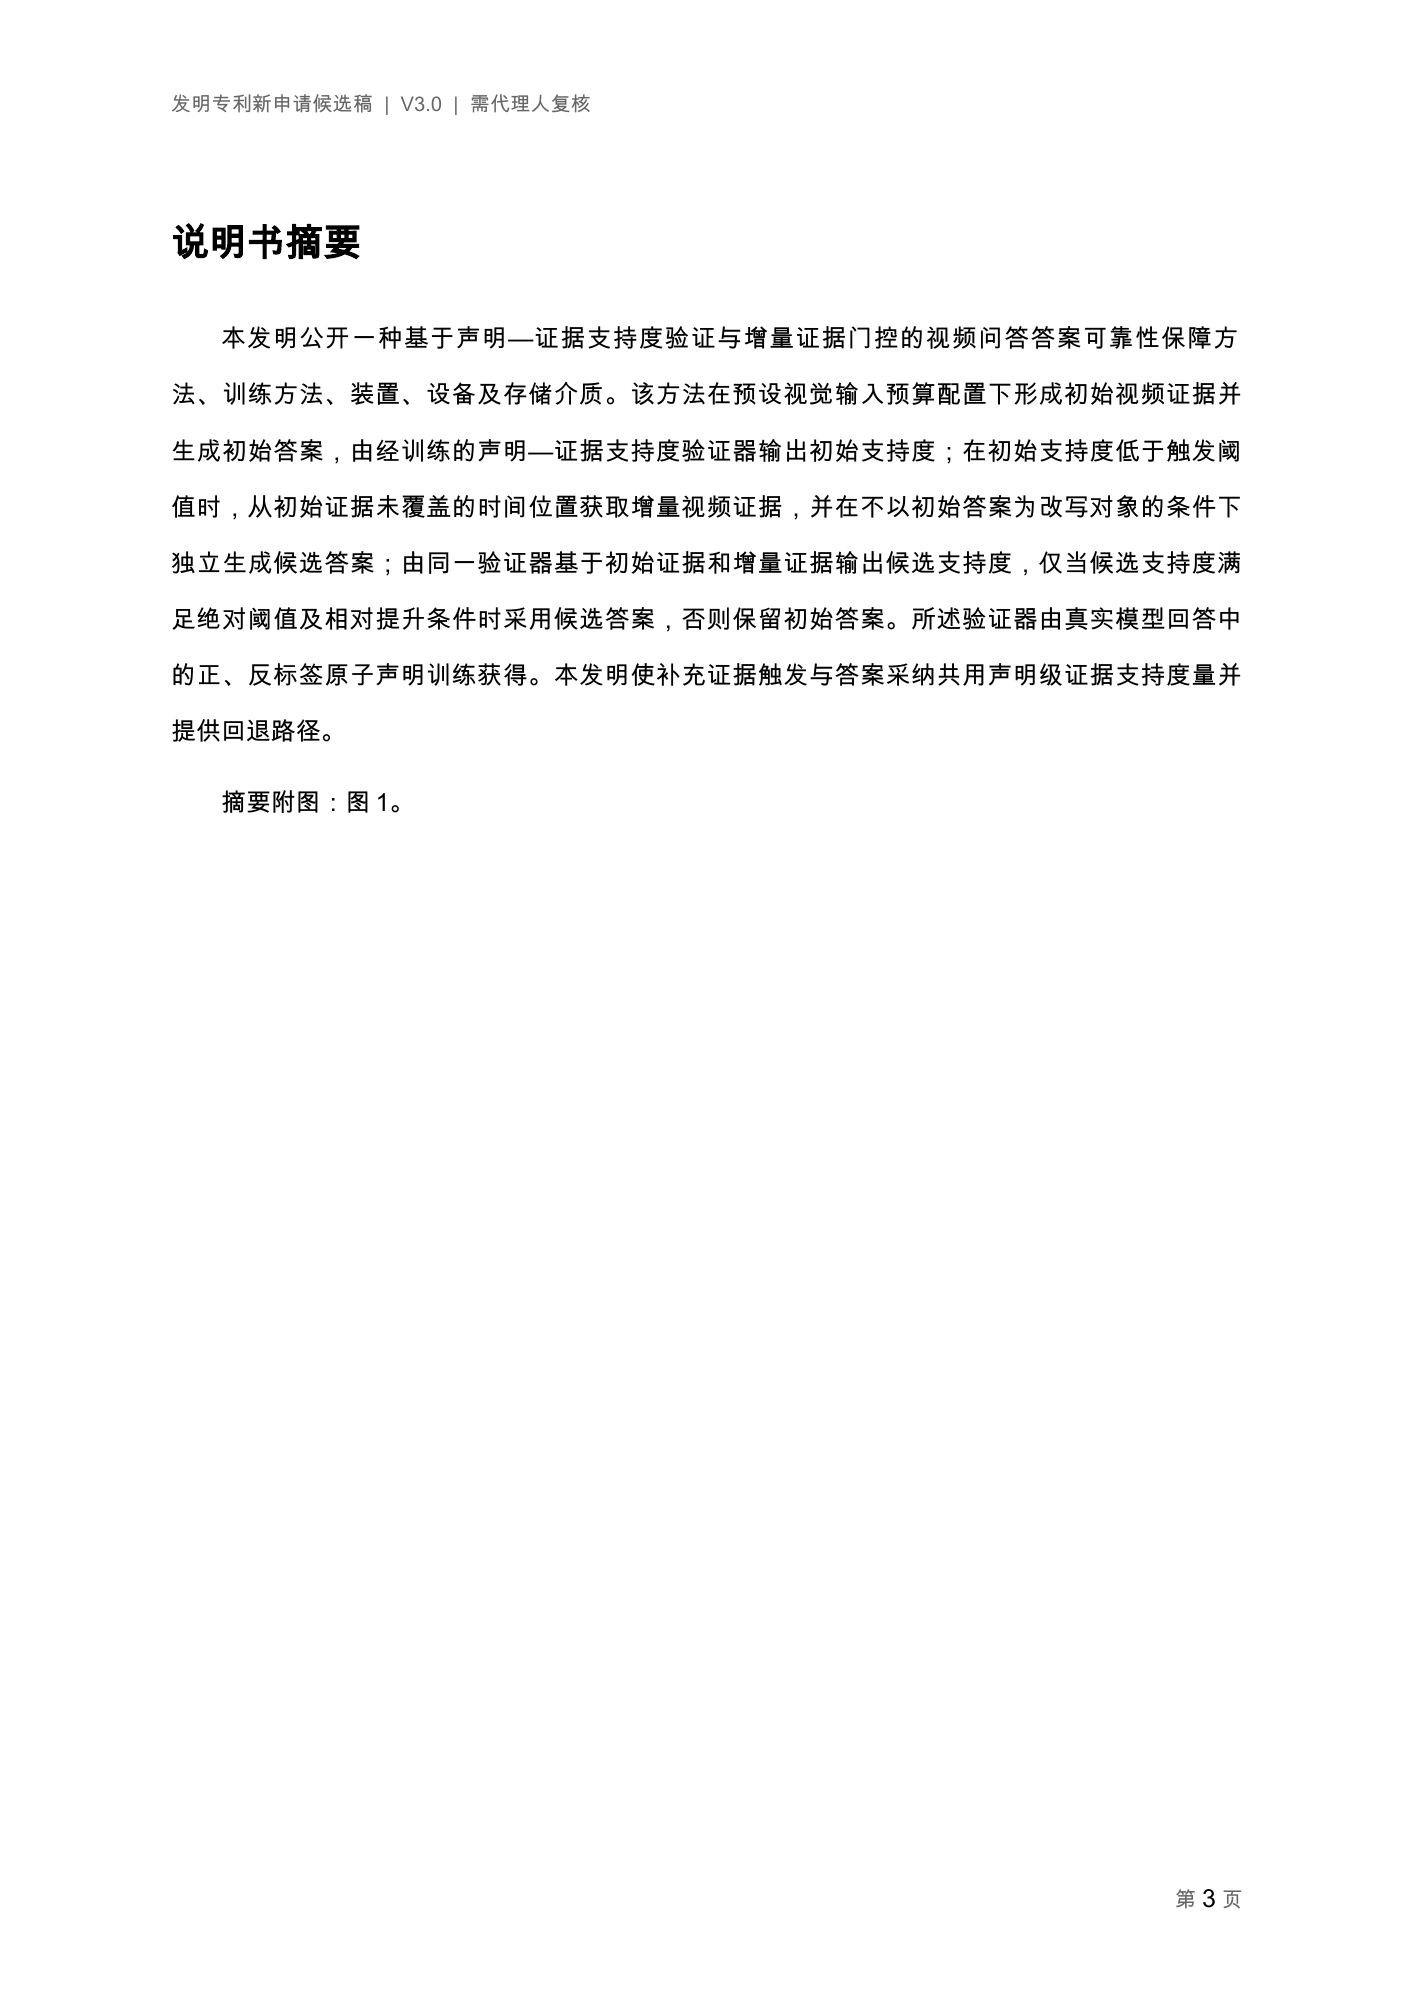 发明专利新申请候选稿 | V3.0 | 需代理人复核
说明书摘要
本发明公开一种基于声明—证据支持度验证与增量证据门控的视频问答答案可靠性保障方
法、训练方法、装置、设备及存储介质。该方法在预设视觉输入预算配置下形成初始视频证据并
生成初始答案，由经训练的声明—证据支持度验证器输出初始支持度；在初始支持度低于触发阈
值时，从初始证据未覆盖的时间位置获取增量视频证据，并在不以初始答案为改写对象的条件下
独立生成候选答案；由同一验证器基于初始证据和增量证据输出候选支持度，仅当候选支持度满
足绝对阈值及相对提升条件时采用候选答案，否则保留初始答案。所述验证器由真实模型回答中
的正、反标签原子声明训练获得。本发明使补充证据触发与答案采纳共用声明级证据支持度量并
提供回退路径。
摘要附图：图 1。
第 3 页